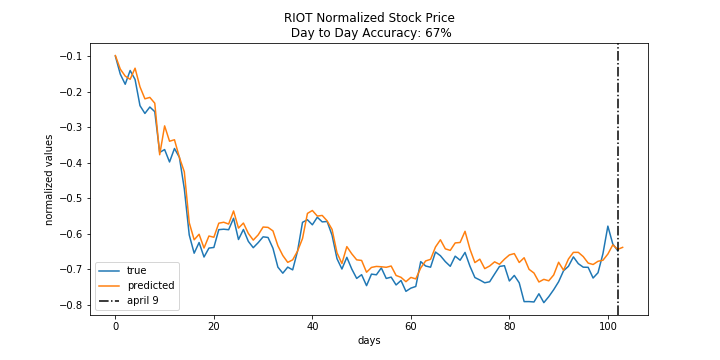 RIOT Normalized Stock Price
Day to Day Accuracy: 67%
normalized values
−0.1
−0.2
−0.3
−0.4
−0.5
−0.6
−0.7
−0.8
true
predicted
april 9
0
20
40
60
80
100
days